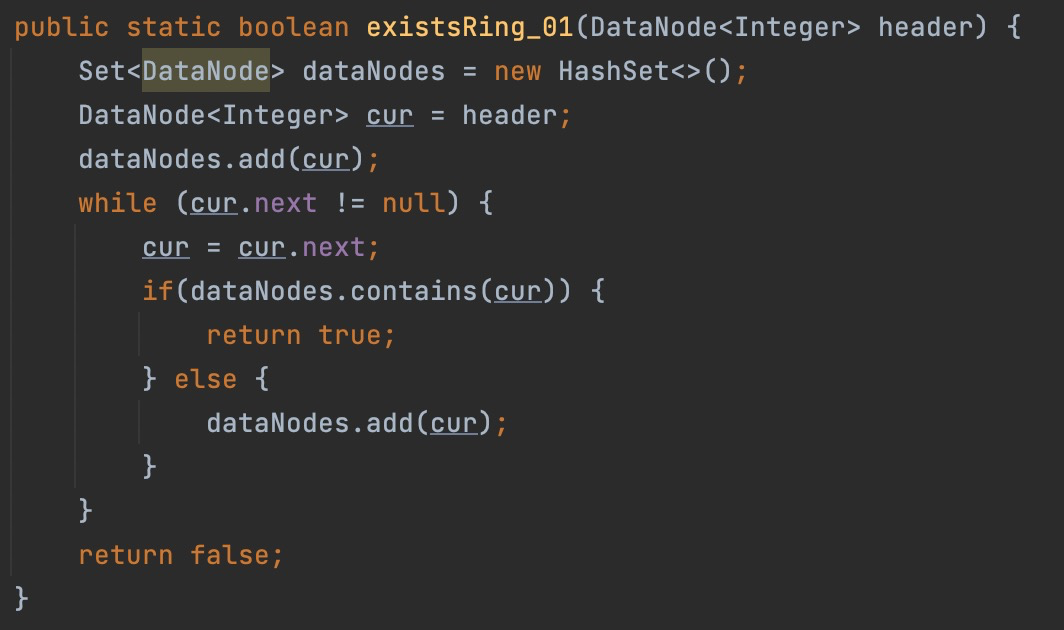 public static boolean existsRing_01(DataNode<Integer> header) {
    Set<DataNode> dataNodes = new HashSet<>();
    DataNode<Integer> cur = header;
    dataNodes.add(cur);
    while (cur.next != null) {
        cur = cur.next;
        if(dataNodes.contains(cur)) {
            return true;
        } else {
            dataNodes.add(cur);
        }
    }
    return false;
}